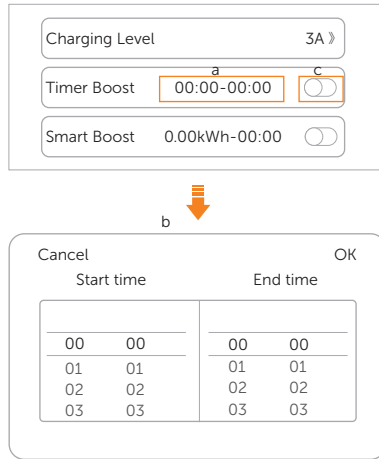 Charging Level 3A 》
a c
Timer Boost 00:00-00:00
Smart Boost 0.00kWh-00:00
b
Cancel OK
Start time End time
00 00 00 00
01 01 01 01
02 02 02 02
03 03 03 03